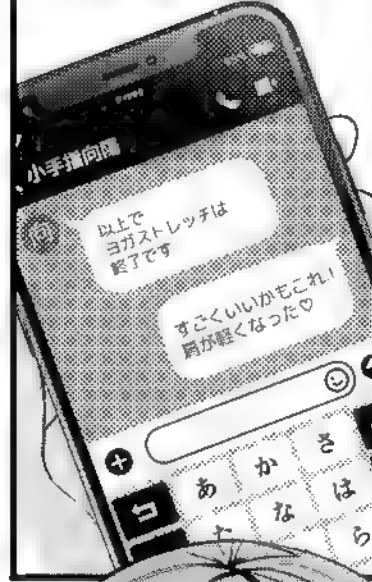 小手指向陽
以上で
ヨガストレッチは
終了です
すごくいいかもこれ!
肩が軽くなった♡
あ
か
さ
た
な
は
ら